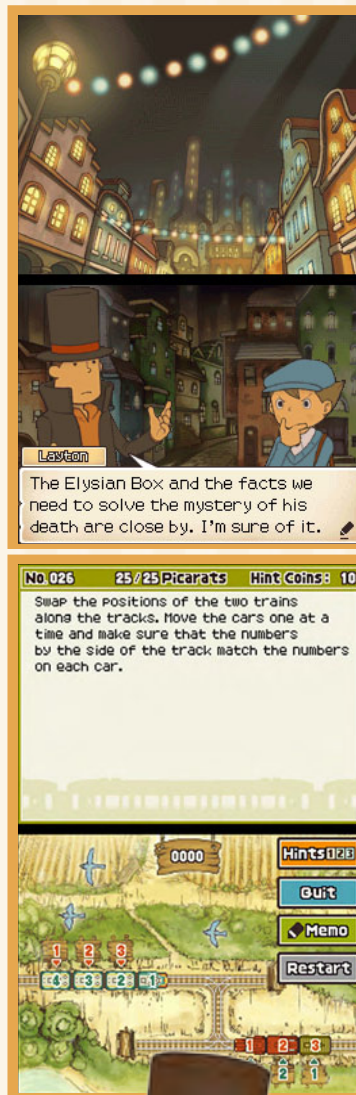 Layton
The Elysian Box and the facts we
need to solve the mystery of his
death are close by. I'm sure of it.
No.026 25/25 Picarats Hint Coins: 10
Swap the positions of the two trains
along the tracks. Move the cars one at a
time and make sure that the numbers
by the side of the track match the numbers
on each car.
0000
Hints 1 2 3
Quit
Memo
Restart
1 2 3
4 3 2 1
1 2 3
2 1